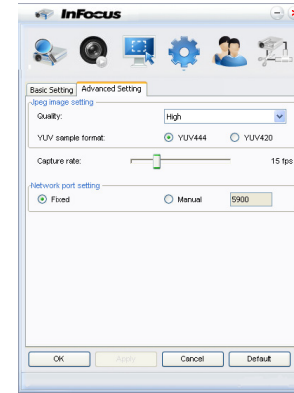 InFocus
Basic Setting Advanced Setting
Jpeg image setting
Quality: High
YUV sample format: YUV444 YUV420
Capture rate: 15 fps
Network port setting
Fixed Manual 5900
OK Apply Cancel Default